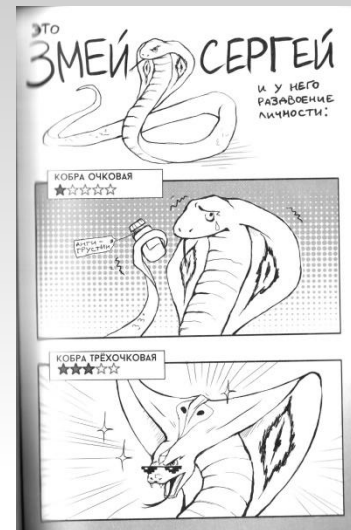 ЭТО
ЗМЕЙ СЕРГЕЙ
И У НЕГО
РАЗДВОЕНИЕ
ЛИЧНОСТИ:
КОБРА ОЧКОВАЯ
АНТИ-
ГРУСТИН
КОБРА ТРЁХОЧКОВАЯ